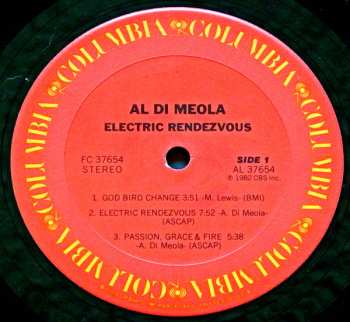 COLUMBIA COLUMBIA COLUMBIA COLUMBIA COLUMBIA COLUMBIA
AL DI MEOLA
ELECTRIC RENDEZVOUS
FC 37654 SIDE 1
STEREO AL 37654
℗ 1982 CBS Inc.
1. GOD BIRD CHANGE 3:51 -M. Lewis- (BMI)
2. ELECTRIC RENDEZVOUS 7:52 -A. Di Meola-
(ASCAP)
3. PASSION, GRACE & FIRE 5:38
-A. Di Meola- (ASCAP)